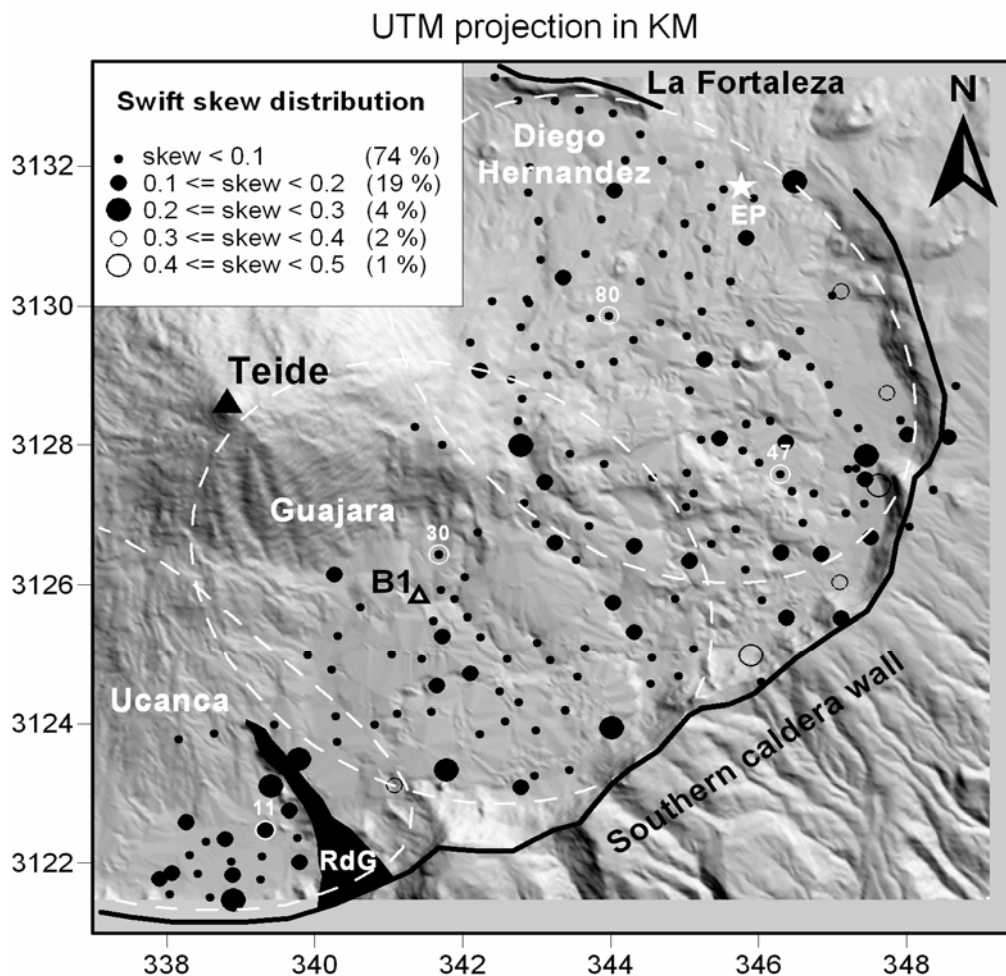 UTM projection in KM
Swift skew distribution
skew < 0.1 (74 %)
0.1 <= skew < 0.2 (19 %)
0.2 <= skew < 0.3 (4 %)
0.3 <= skew < 0.4 (2 %)
0.4 <= skew < 0.5 (1 %)
La Fortaleza
N
Diego
Hernandez
EP
80
Teide
47
Guajara
30
B1
Ucanca
11
RdG
Southern caldera wall
3132
3130
3128
3126
3124
3122
338 340 342 344 346 348